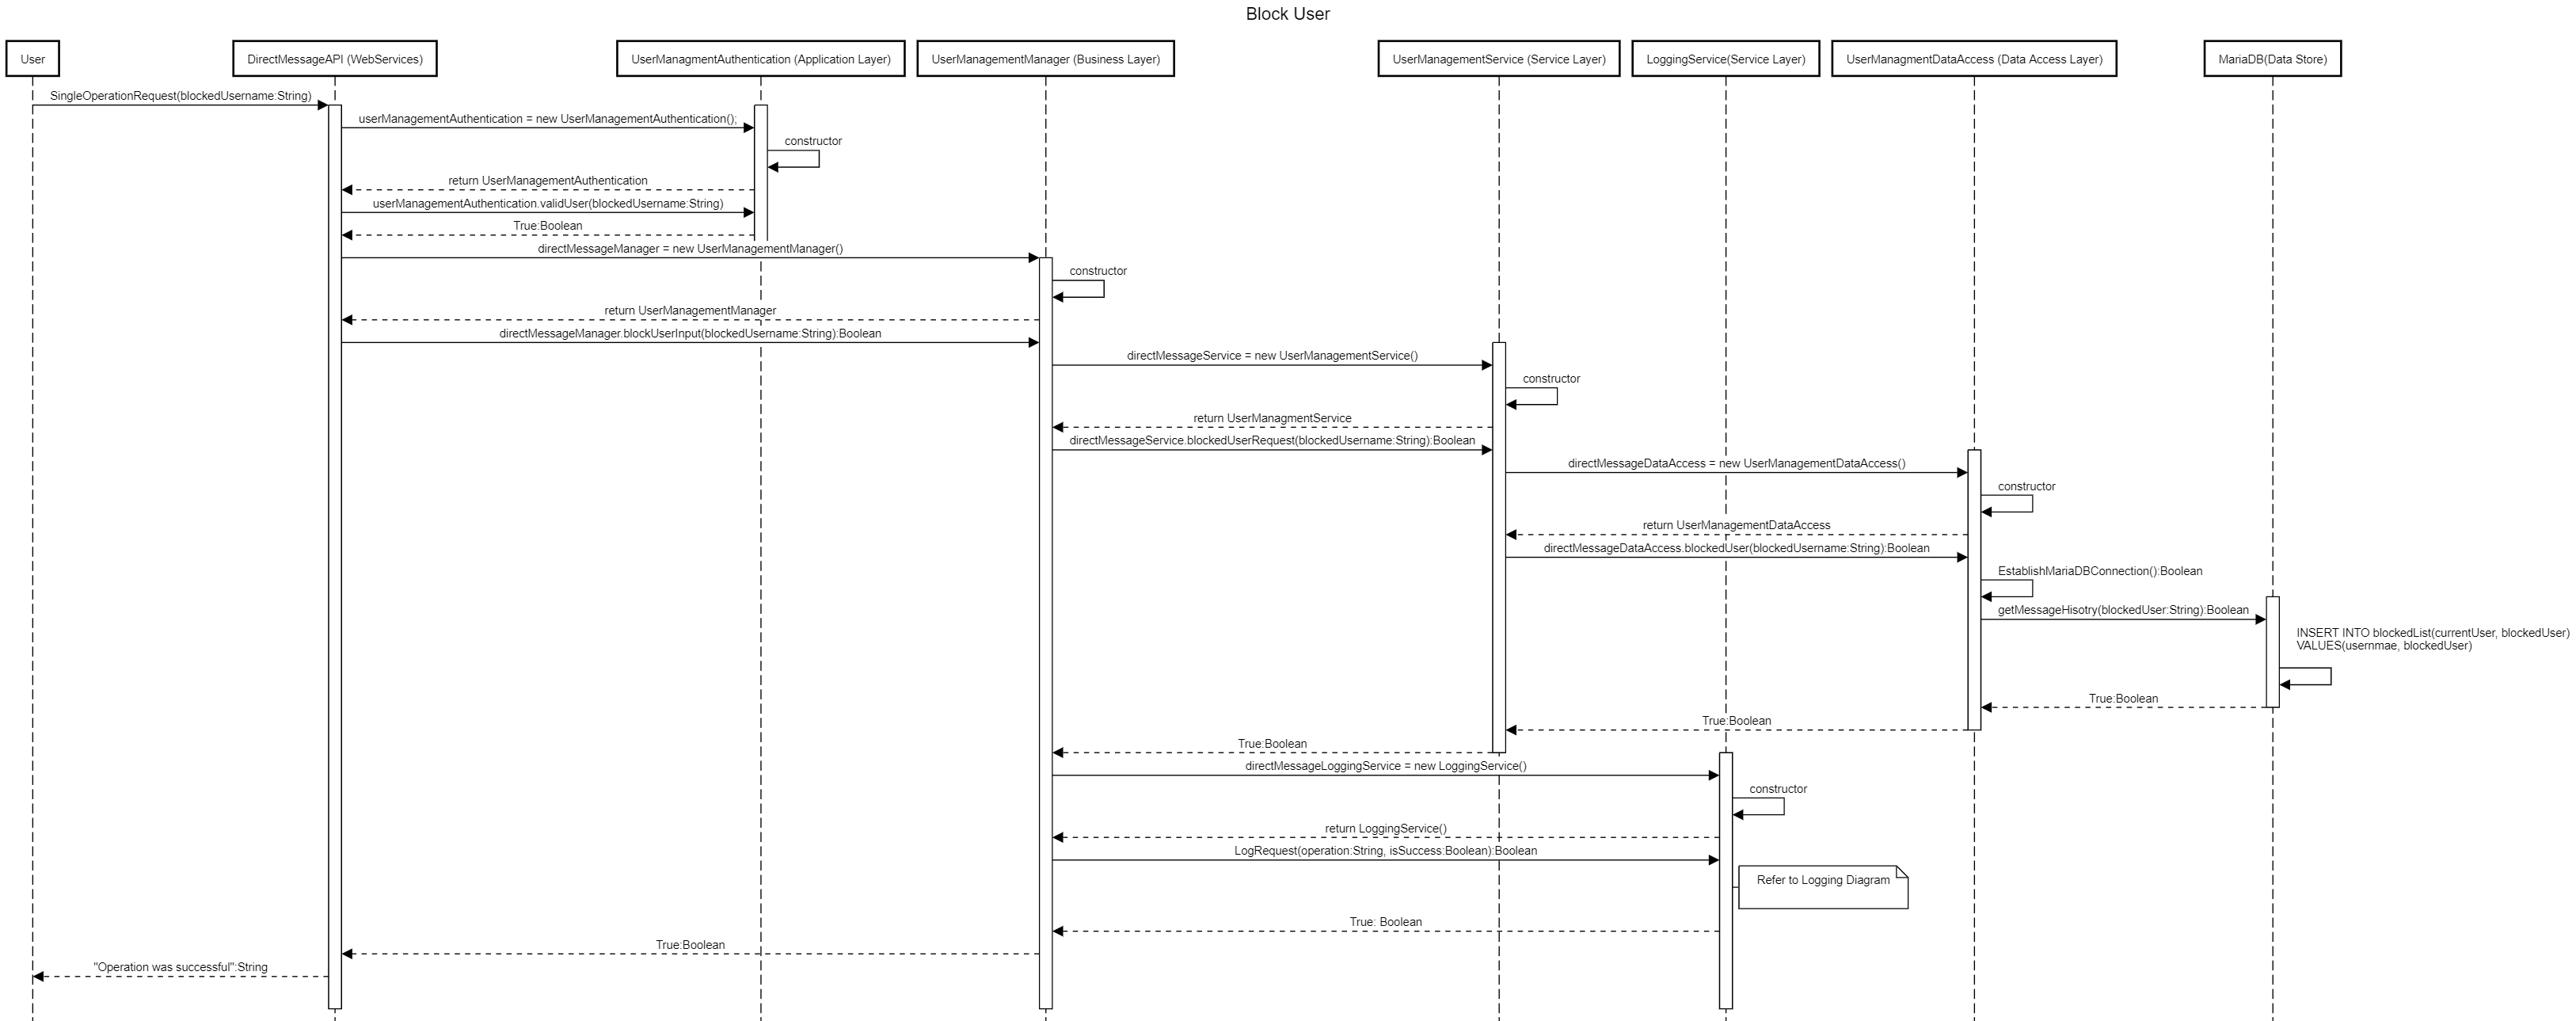 Block User
User
DirectMessageAPI (WebServices)
UserManagmentAuthentication (Application Layer)
UserManagementManager (Business Layer)
UserManagementService (Service Layer)
LoggingService(Service Layer)
UserManagmentDataAccess (Data Access Layer)
MariaDB(Data Store)
SingleOperationRequest(blockedUsername:String)
userManagementAuthentication = new UserManagementAuthentication();
constructor
return UserManagementAuthentication
userManagementAuthentication.validUser(blockedUsername:String)
True:Boolean
directMessageManager = new UserManagementManager()
constructor
return UserManagementManager
directMessageManager.blockUserInput(blockedUsername:String):Boolean
directMessageService = new UserManagementService()
constructor
return UserManagmentService
directMessageService.blockedUserRequest(blockedUsername:String):Boolean
directMessageDataAccess = new UserManagementDataAccess()
constructor
return UserManagementDataAccess
directMessageDataAccess.blockedUser(blockedUsername:String):Boolean
EstablishMariaDBConnection():Boolean
getMessageHisotry(blockedUser:String):Boolean
INSERT INTO blockedList(currentUser, blockedUser)
VALUES(usernmae, blockedUser)
True:Boolean
True:Boolean
True:Boolean
directMessageLoggingService = new LoggingService()
constructor
return LoggingService()
LogRequest(operation:String, isSuccess:Boolean):Boolean
Refer to Logging Diagram
True: Boolean
True:Boolean
"Operation was successful":String